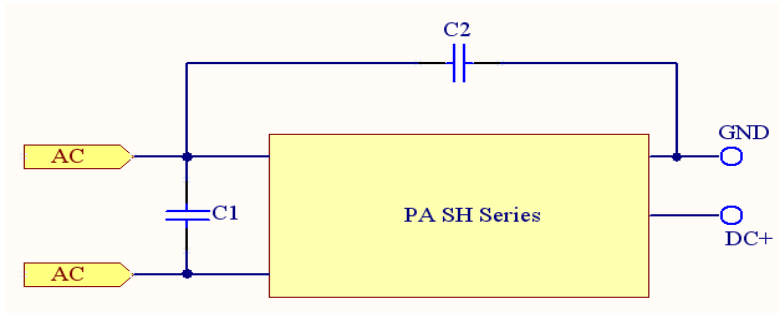 C2
GND
AC
C1
PA SH Series
DC+
AC